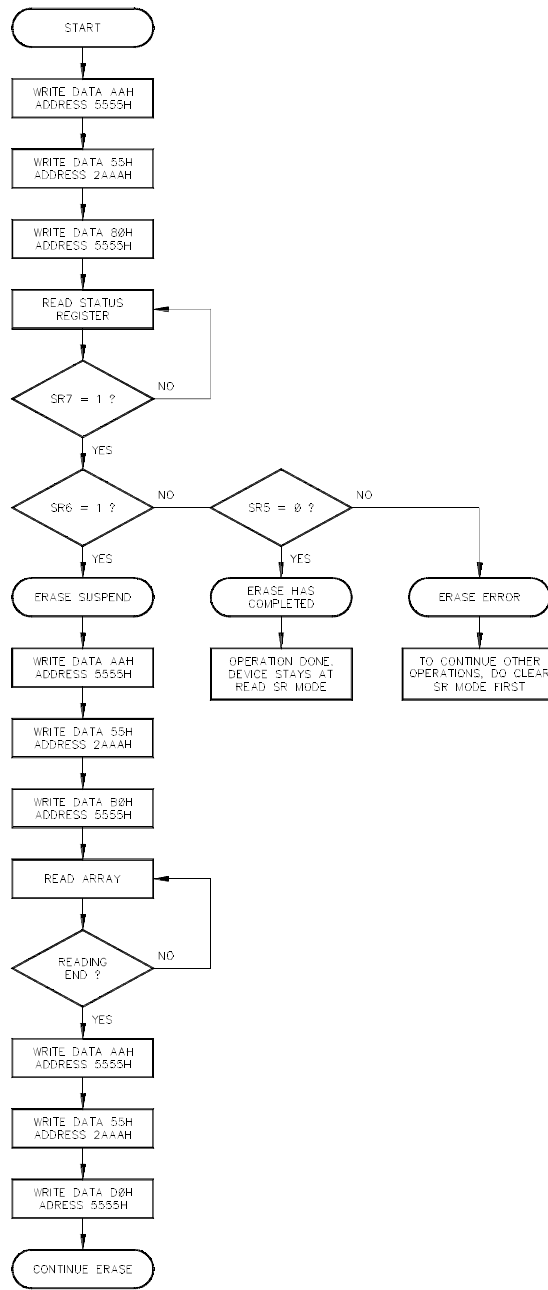 START
WRITE DATA AAH
ADDRESS 5555H
WRITE DATA 55H
ADDRESS 2AAAH
WRITE DATA 80H
ADDRESS 5555H
READ STATUS
REGISTER
SR7 = 1 ?
NO
YES
SR6 = 1 ?
NO
SR5 = 0 ?
NO
YES
YES
ERASE SUSPEND
ERASE HAS
COMPLETED
ERASE ERROR
WRITE DATA AAH
ADDRESS 5555H
OPERATION DONE,
DEVICE STAYS AT
READ SR MODE
TO CONTINUE OTHER
OPERATIONS, DO CLEAR
SR MODE FIRST
WRITE DATA 55H
ADDRESS 2AAAH
WRITE DATA B0H
ADDRESS 5555H
READ ARRAY
READING
END ?
NO
YES
WRITE DATA AAH
ADDRESS 5555H
WRITE DATA 55H
ADDRESS 2AAAH
WRITE DATA D0H
ADRESS 5555H
CONTINUE ERASE